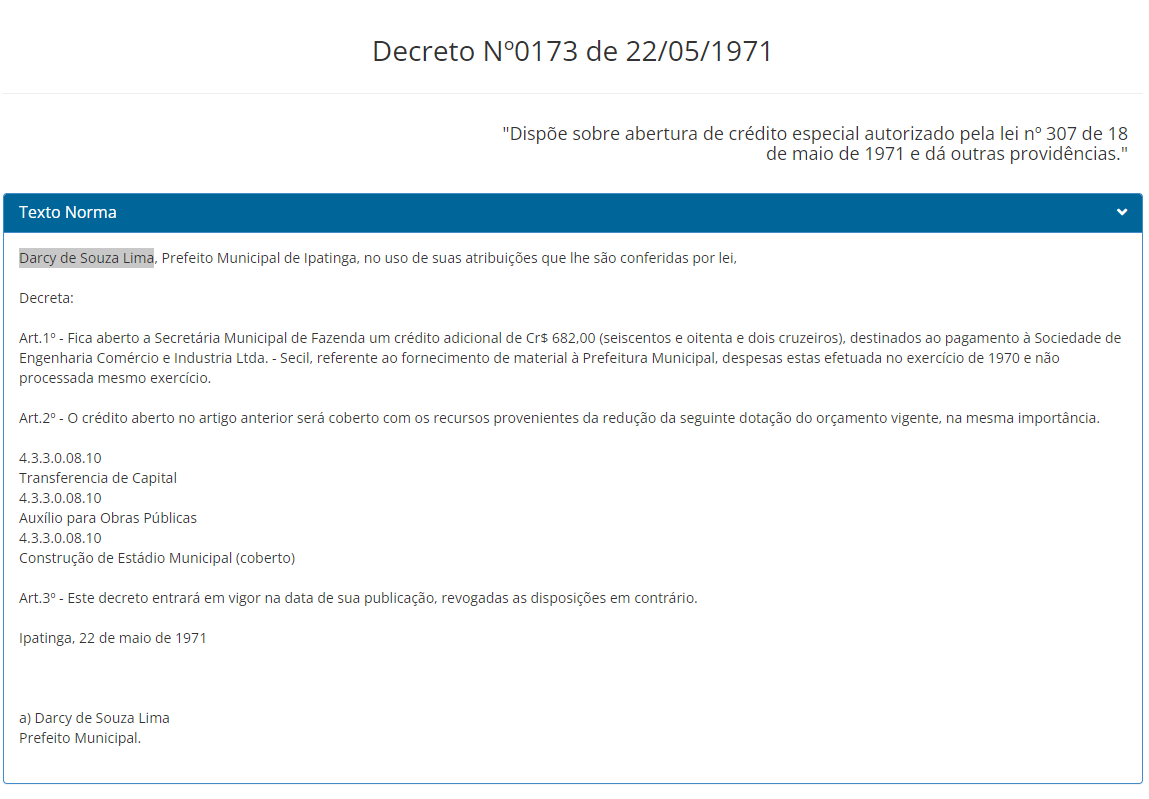 Decreto Nº0173 de 22/05/1971
"Dispõe sobre abertura de crédito especial autorizado pela lei nº 307 de 18
de maio de 1971 e dá outras providências."
Texto Norma
Darcy de Souza Lima, Prefeito Municipal de Ipatinga, no uso de suas atribuições que lhe são conferidas por lei,
Decreta:
Art.1º - Fica aberto a Secretária Municipal de Fazenda um crédito adicional de Cr$ 682,00 (seiscentos e oitenta e dois cruzeiros), destinados ao pagamento à Sociedade de
Engenharia Comércio e Industria Ltda. - Secil, referente ao fornecimento de material à Prefeitura Municipal, despesas estas efetuada no exercício de 1970 e não
processada mesmo exercício.
Art.2º - O crédito aberto no artigo anterior será coberto com os recursos provenientes da redução da seguinte dotação do orçamento vigente, na mesma importância.
4.3.3.0.08.10
Transferencia de Capital
4.3.3.0.08.10
Auxílio para Obras Públicas
4.3.3.0.08.10
Construção de Estádio Municipal (coberto)
Art.3º - Este decreto entrará em vigor na data de sua publicação, revogadas as disposições em contrário.
Ipatinga, 22 de maio de 1971
a) Darcy de Souza Lima
Prefeito Municipal.